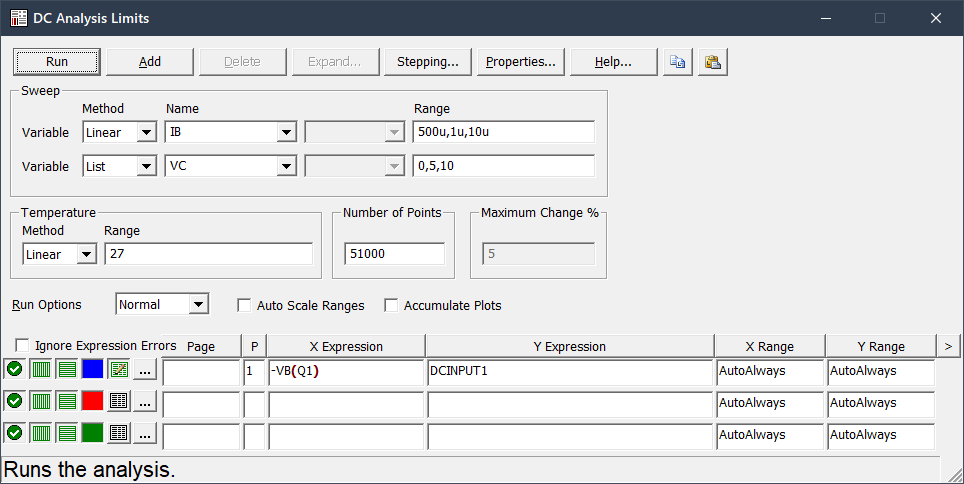 DC Analysis Limits
Run Add Delete Expand... Stepping... Properties... Help...
Sweep
Method Name Range
Variable Linear IB 500u,1u,10u
Variable List VC 0,5,10
Temperature Number of Points Maximum Change %
Method Range
Linear 27 51000 5
Run Options Normal Auto Scale Ranges Accumulate Plots
Ignore Expression Errors Page P X Expression Y Expression X Range Y Range >
... 1 -VB(Q1) DCINPUT1 AutoAlways AutoAlways
... AutoAlways AutoAlways
... AutoAlways AutoAlways
Runs the analysis.